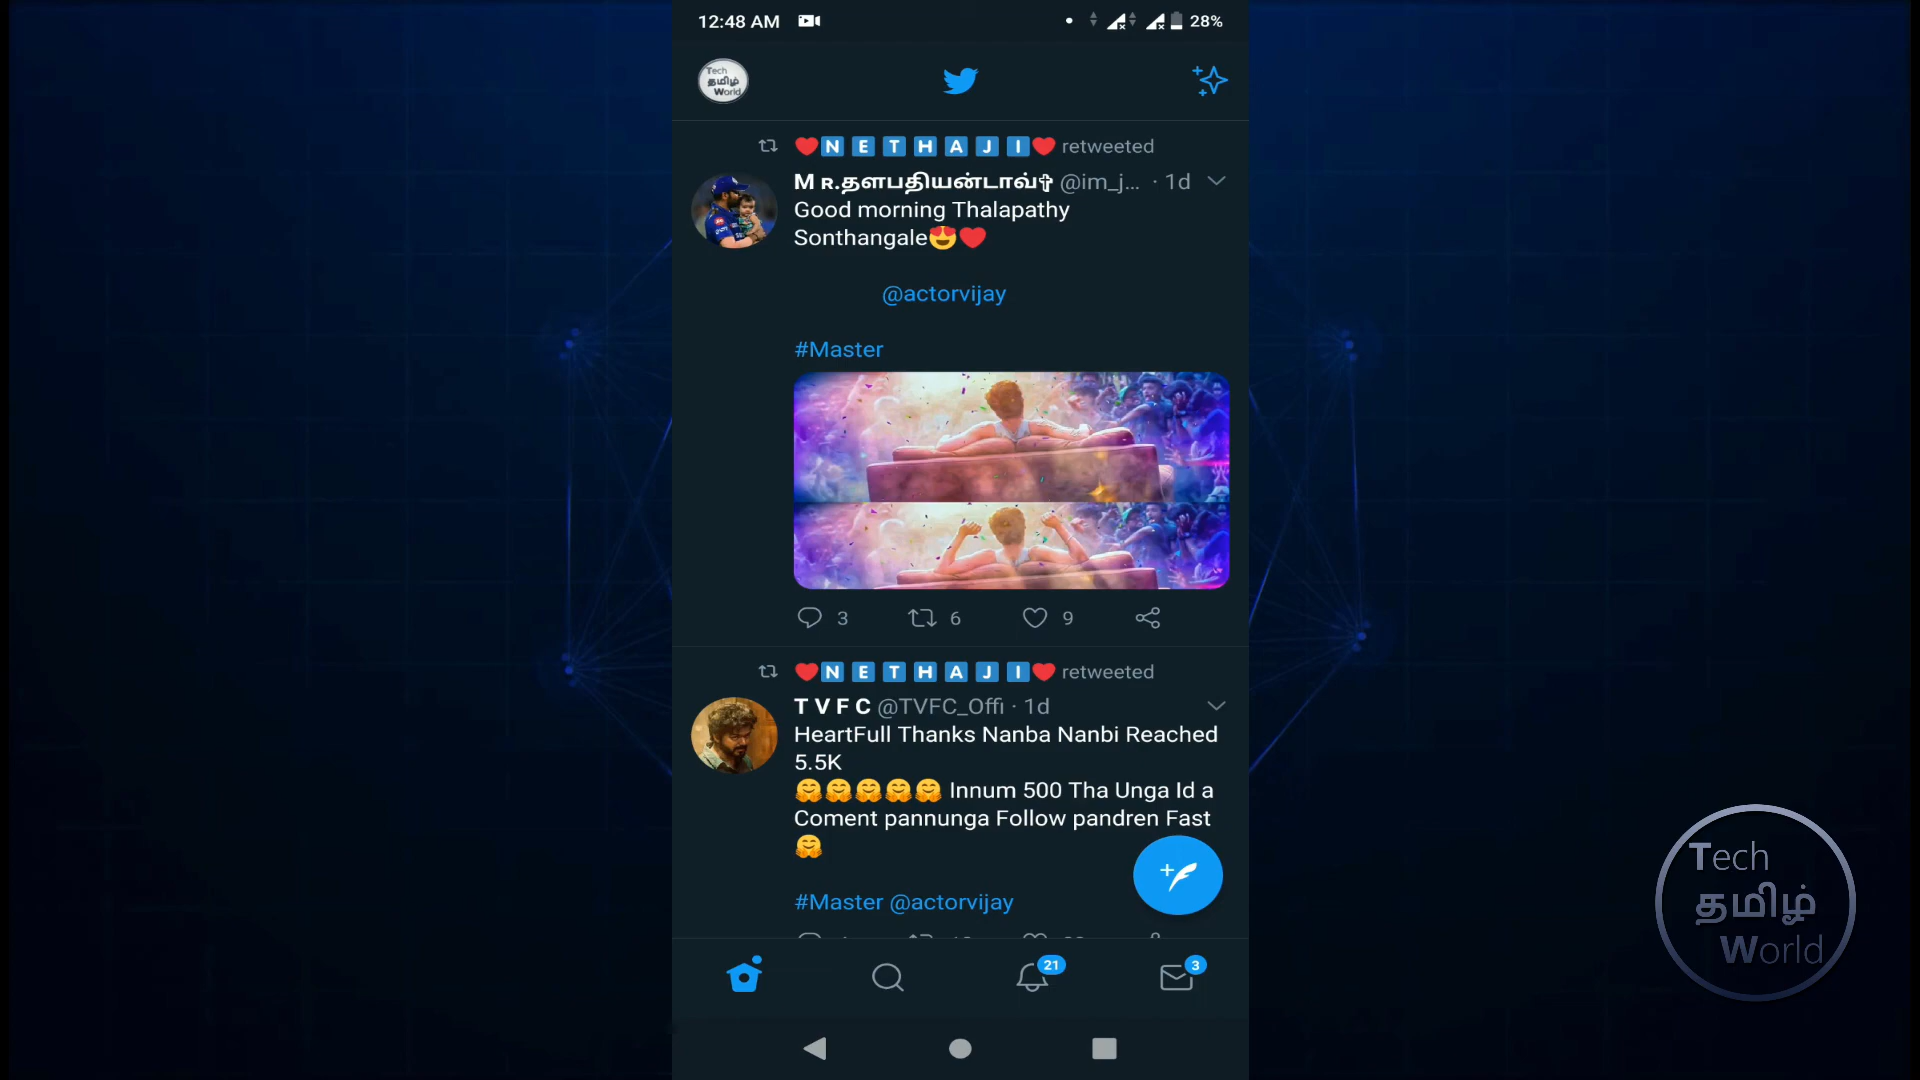 12:48 AM
28%
Tech
தமிழ்
World
❤️🇳 🇪 🇹 🇭 🇦 🇯 🇮❤️ retweeted
M ʀ.தளபதியன்டாவ்✞ @im_j... · 1d
Good morning Thalapathy
Sonthangale😍❤️
@actorvijay
#Master
3 6 9
❤️🇳 🇪 🇹 🇭 🇦 🇯 🇮❤️ retweeted
T V F C @TVFC_Offi · 1d
HeartFull Thanks Nanba Nanbi Reached
5.5K
🤗🤗🤗🤗🤗 Innum 500 Tha Unga Id a
Coment pannunga Follow pandren Fast
🤗
#Master @actorvijay
21
3
Tech
தமிழ்
World